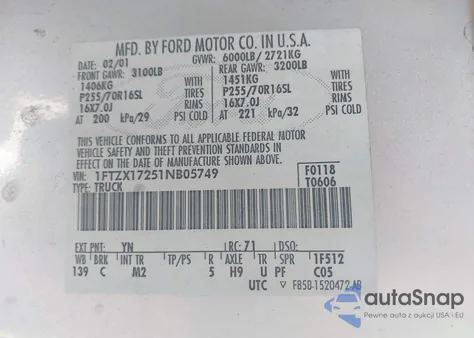 MFD. BY FORD MOTOR CO. IN U.S.A.
DATE: 02/01 GVWR: 6000LB/ 2721KG
FRONT GAWR: 3100LB REAR GAWR: 3200LB
1406KG WITH 1451KG WITH
P255/70R16SL TIRES P255/70R16SL TIRES
16X7.0J 16X7.0J
AT 200 kPa/29 PSI COLD AT 221 kPa/32 PSI COLD
THIS VEHICLE CONFORMS TO ALL APPLICABLE FEDERAL MOTOR
VEHICLE SAFETY AND THEFT PREVENTION STANDARDS IN
EFFECT ON THE DATE OF MANUFACTURE SHOWN ABOVE.
VIN: 1FTZX17251NB05749 F0118
TYPE: TRUCK T0606
EXT PNT: YN RC: 71 DSO:
WB BRK INT TR TP/PS R AXLE TR SPR 1F512
139 C M2 5 H9 U PF C05
UTC F85B-1520472-AB
autoSnap
Pewne auta z aukcji USA - EU